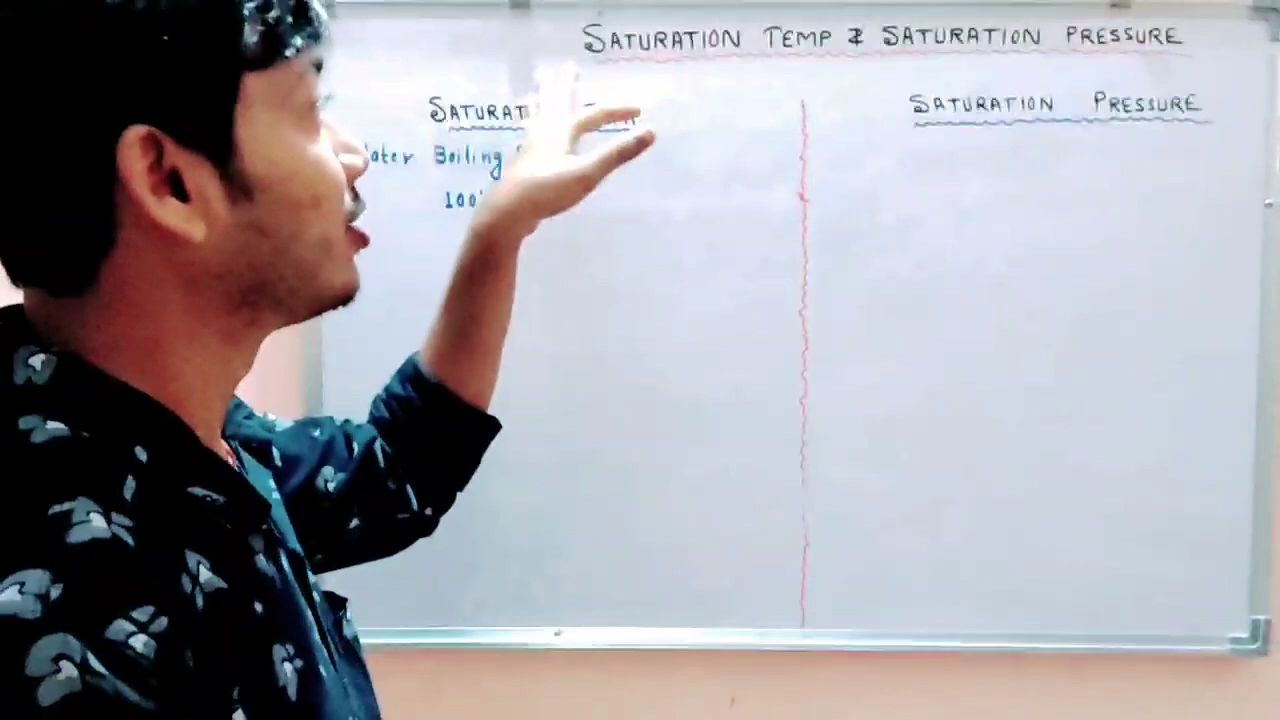 SATURATION TEMP & SATURATION PRESSURE
SATURAT
ater Boiling
100°
SATURATION PRESSURE